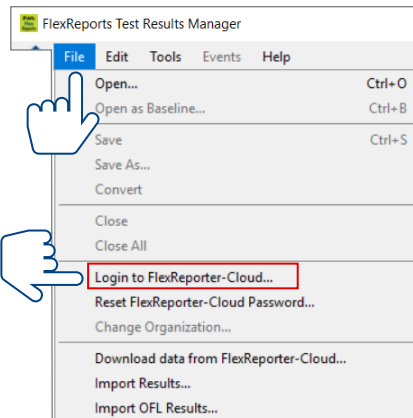 FlexReports Test Results Manager
File Edit Tools Events Help
Open... Ctrl+O
Open as Baseline... Ctrl+B
Save Ctrl+S
Save As...
Convert
Close
Close All
Login to FlexReporter-Cloud...
Reset FlexReporter-Cloud Password...
Change Organization...
Download data from FlexReporter-Cloud...
Import Results...
Import OFL Results...